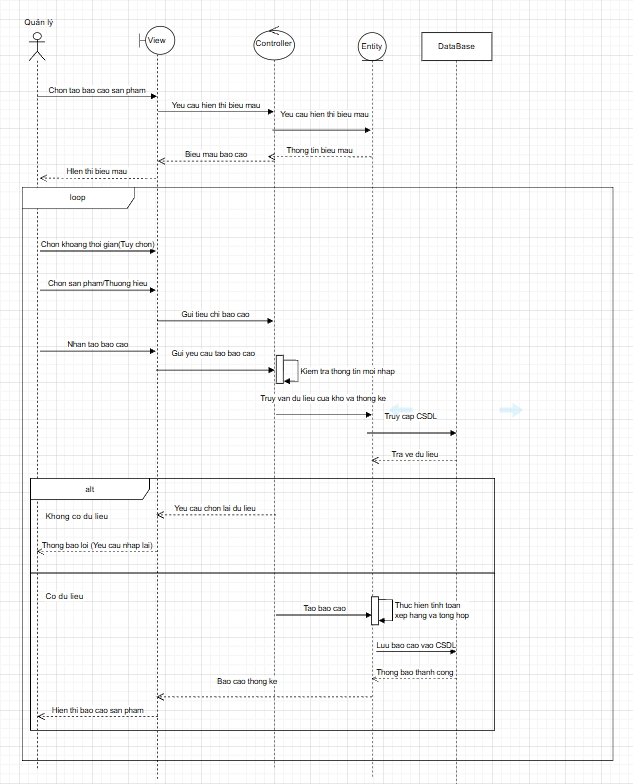 Quản lý
View
Controller
Entity
DataBase
Chon tao bao cao san pham
Yeu cau hien thi bieu mau
Yeu cau hien thi bieu mau
Thong tin bieu mau
Bieu mau bao cao
HIen thi bieu mau
loop
Chon khoang thoi gian(Tuy chon)
Chon san pham/Thuong hieu
Gui tieu chi bao cao
Nhan tao bao cao
Gui yeu cau tao bao cao
Kiem tra thong tin moi nhap
Truy van du lieu cua kho va thong ke
Truy cap CSDL
Tra ve du lieu
alt
Khong co du lieu
Yeu cau chon lai du lieu
Thong bao loi (Yeu cau nhap lai)
Co du lieu
Tao bao cao
Thuc hien tinh toan
xep hang va tong hop
Luu bao cao vao CSDL
Thong bao thanh cong
Bao cao thong ke
Hien thi bao cao san pham